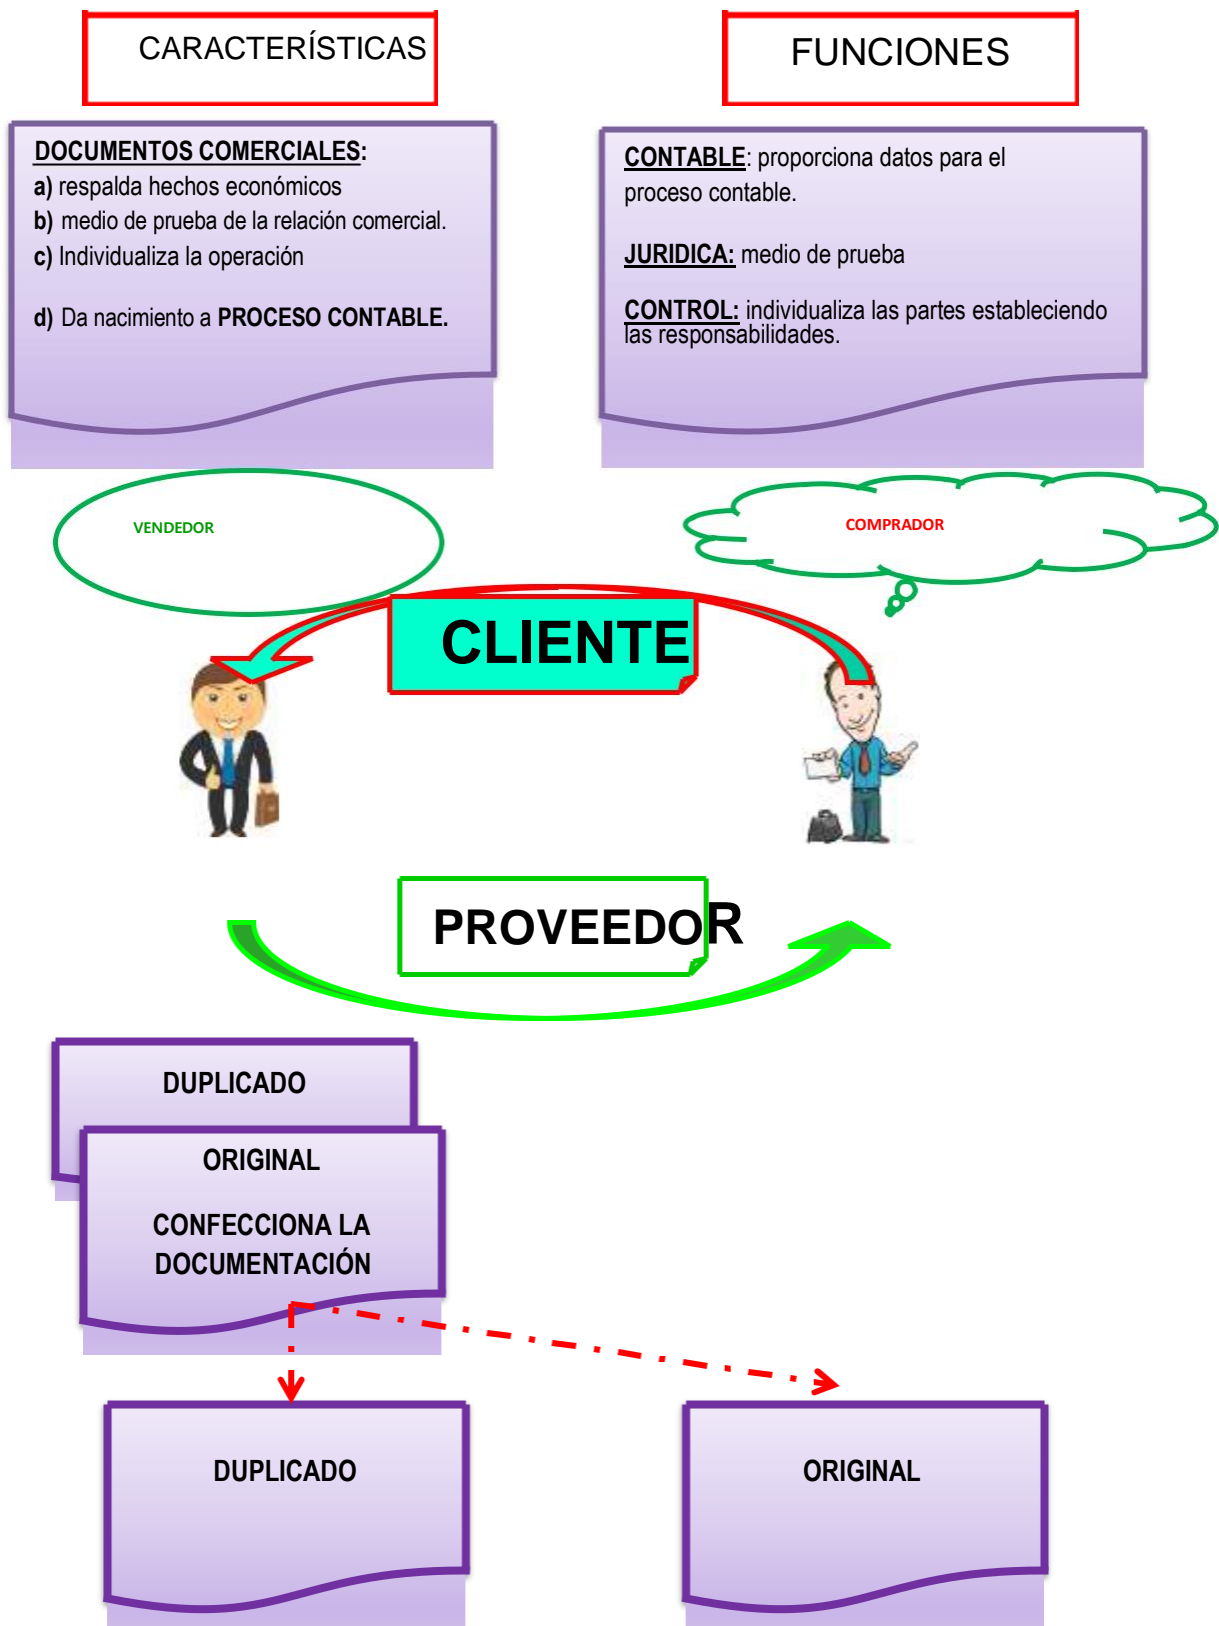 CARACTERÍSTICAS
FUNCIONES
DOCUMENTOS COMERCIALES:
a) respalda hechos económicos
b) medio de prueba de la relación comercial.
c) Individualiza la operación
d) Da nacimiento a PROCESO CONTABLE.
CONTABLE: proporciona datos para el
proceso contable.
JURIDICA: medio de prueba
CONTROL: individualiza las partes estableciendo
las responsabilidades.
VENDEDOR
COMPRADOR
CLIENTE
PROVEEDOR
DUPLICADO
ORIGINAL
CONFECCIONA LA
DOCUMENTACIÓN
DUPLICADO
ORIGINAL